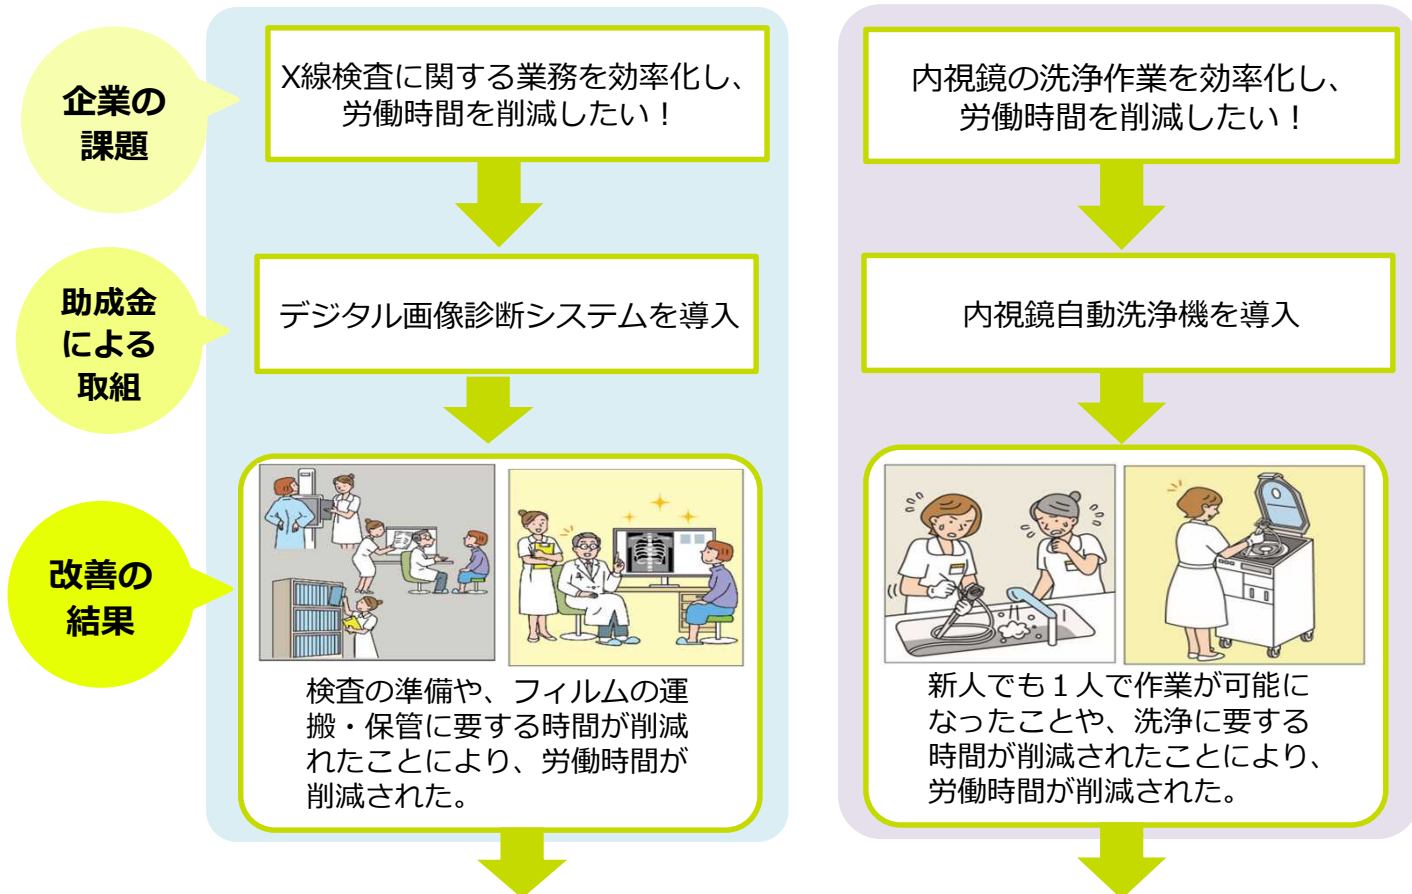 企業の
課題
X線検査に関する業務を効率化し、
労働時間を削減したい！
内視鏡の洗浄作業を効率化し、
労働時間を削減したい！
助成金
による
取組
デジタル画像診断システムを導入
内視鏡自動洗浄機を導入
改善の
結果
検査の準備や、フィルムの運
搬・保管に要する時間が削減
れたことにより、労働時間が
削減された。
新人でも１人で作業が可能に
なったことや、洗浄に要する
時間が削減されたことにより、
労働時間が削減された。